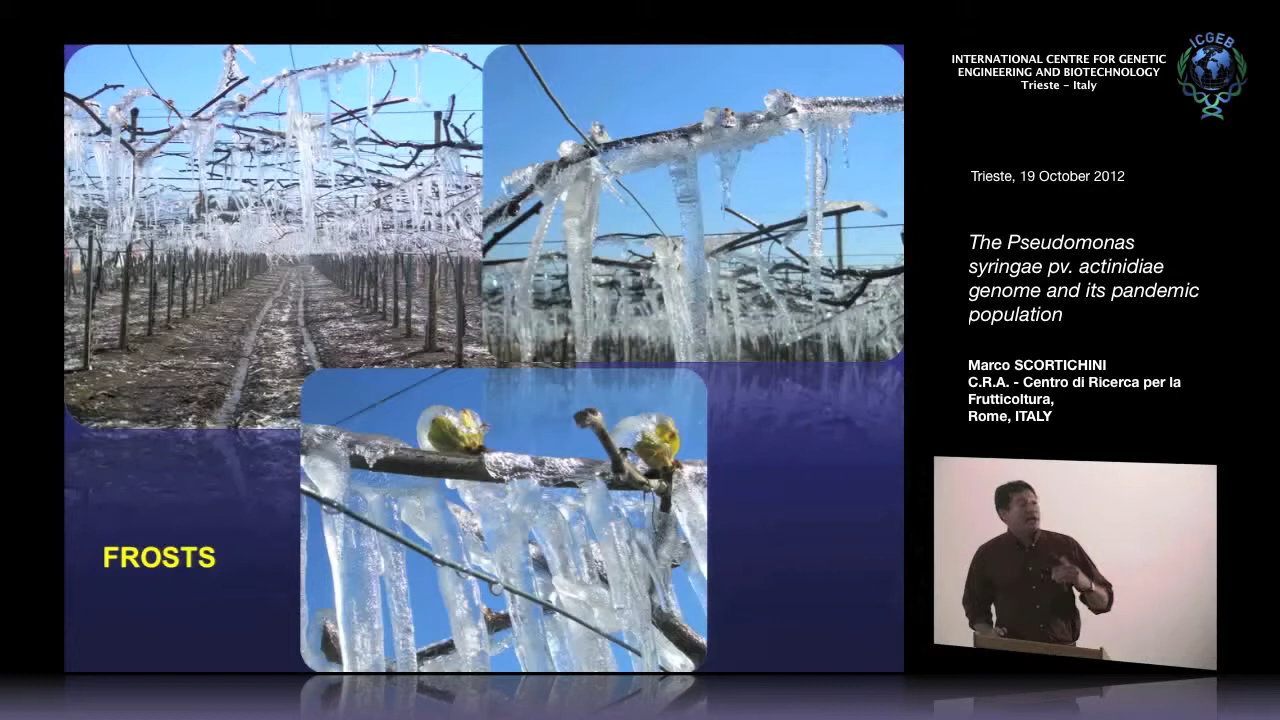 FROSTS
ICGEB
INTERNATIONAL CENTRE FOR GENETIC
ENGINEERING AND BIOTECHNOLOGY
Trieste - Italy
Trieste, 19 October 2012
The Pseudomonas
syringae pv. actinidiae
genome and its pandemic
population
Marco SCORTICHINI
C.R.A. - Centro di Ricerca per la
Frutticoltura,
Rome, ITALY